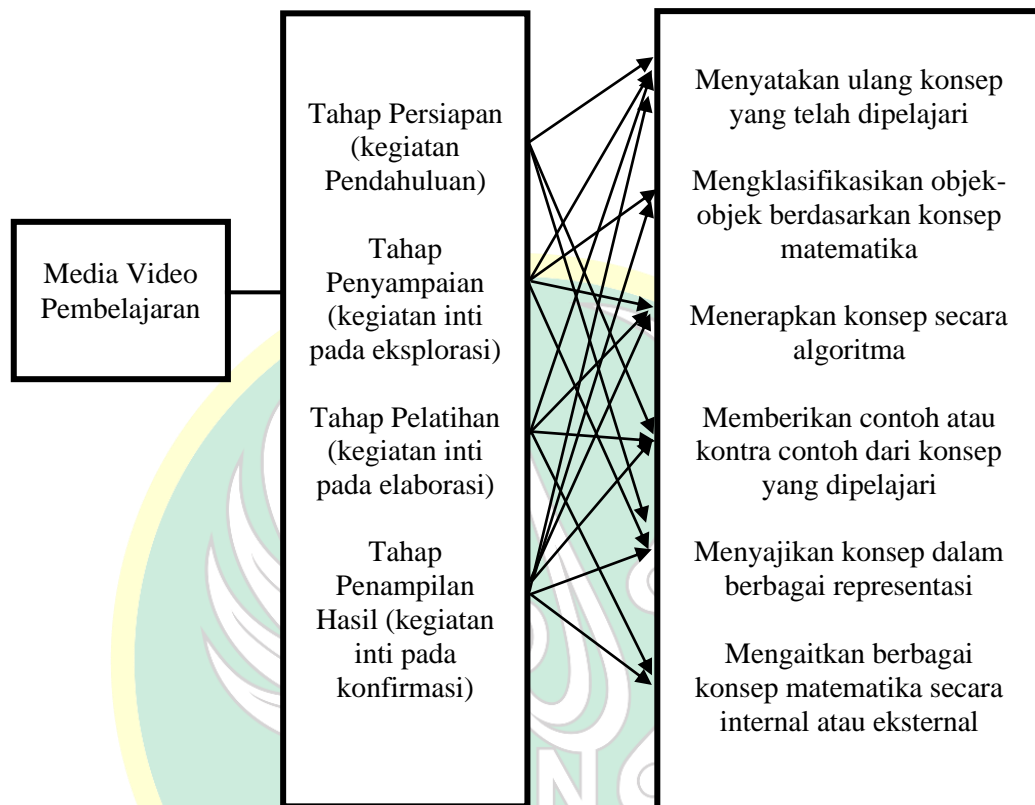 Media Video
Pembelajaran
Tahap Persiapan
(kegiatan
Pendahuluan)
Tahap
Penyampaian
(kegiatan inti
pada eksplorasi)
Tahap Pelatihan
(kegiatan inti
pada elaborasi)
Tahap
Penampilan
Hasil (kegiatan
inti pada
konfirmasi)
Menyatakan ulang konsep
yang telah dipelajari
Mengklasifikasikan objek-
objek berdasarkan konsep
matematika
Menerapkan konsep secara
algoritma
Memberikan contoh atau
kontra contoh dari konsep
yang dipelajari
Menyajikan konsep dalam
berbagai representasi
Mengaitkan berbagai
konsep matematika secara
internal atau eksternal